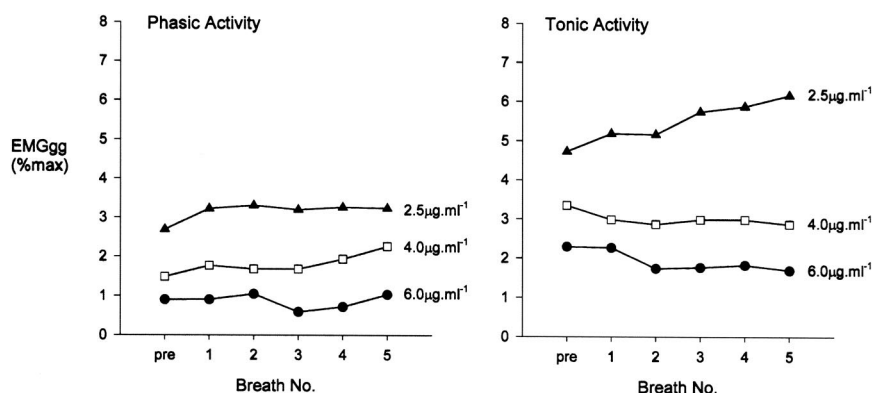 Phasic Activity
8
7
6
5
4
3
2
1
0
EMGgg
(%max)
2.5µg.ml⁻¹
4.0µg.ml⁻¹
6.0µg.ml⁻¹
pre 1 2 3 4 5
Breath No.
Tonic Activity
8
7
6
5
4
3
2
1
0
2.5µg.ml⁻¹
4.0µg.ml⁻¹
6.0µg.ml⁻¹
pre 1 2 3 4 5
Breath No.